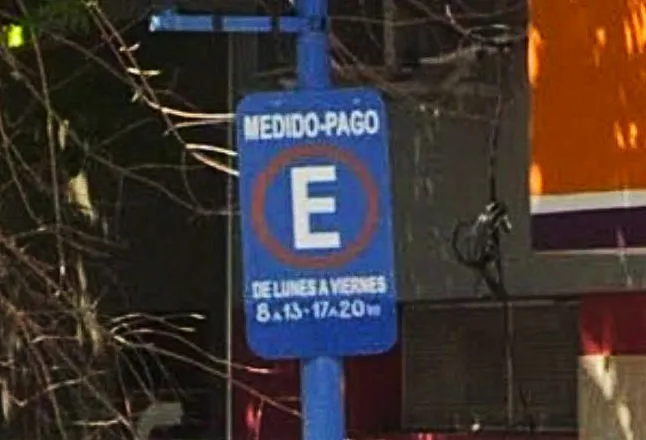 MEDIDO-PAGO
E
DE LUNES A VIERNES
8 A 13 - 17 A 20 HS